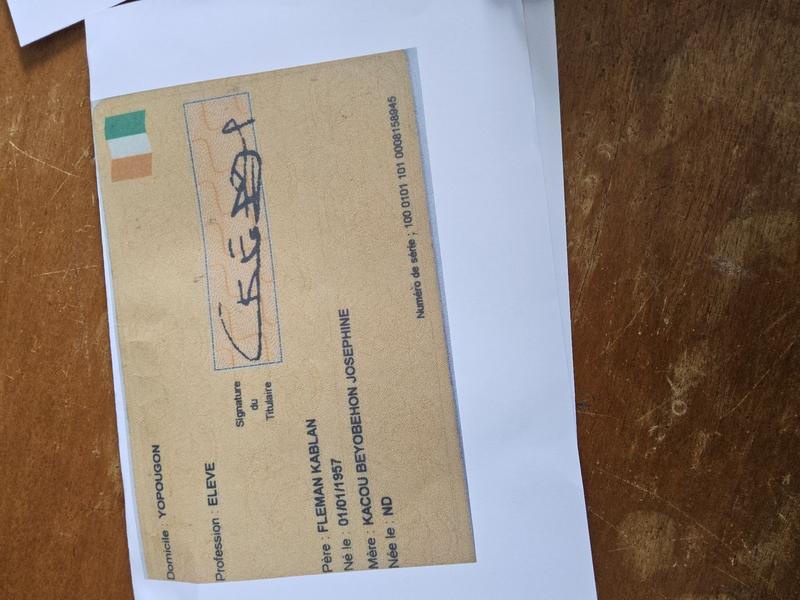 Domicile : YOPOUGON
Profession : ELEVE
Signature
du
Titulaire
Père : FLEMAN KABLAN
Né le : 01/01/1957
Mère : KACOU BEYOBEHON JOSEPHINE
Née le : ND
Numéro de série : 100 0101 101 0008158945